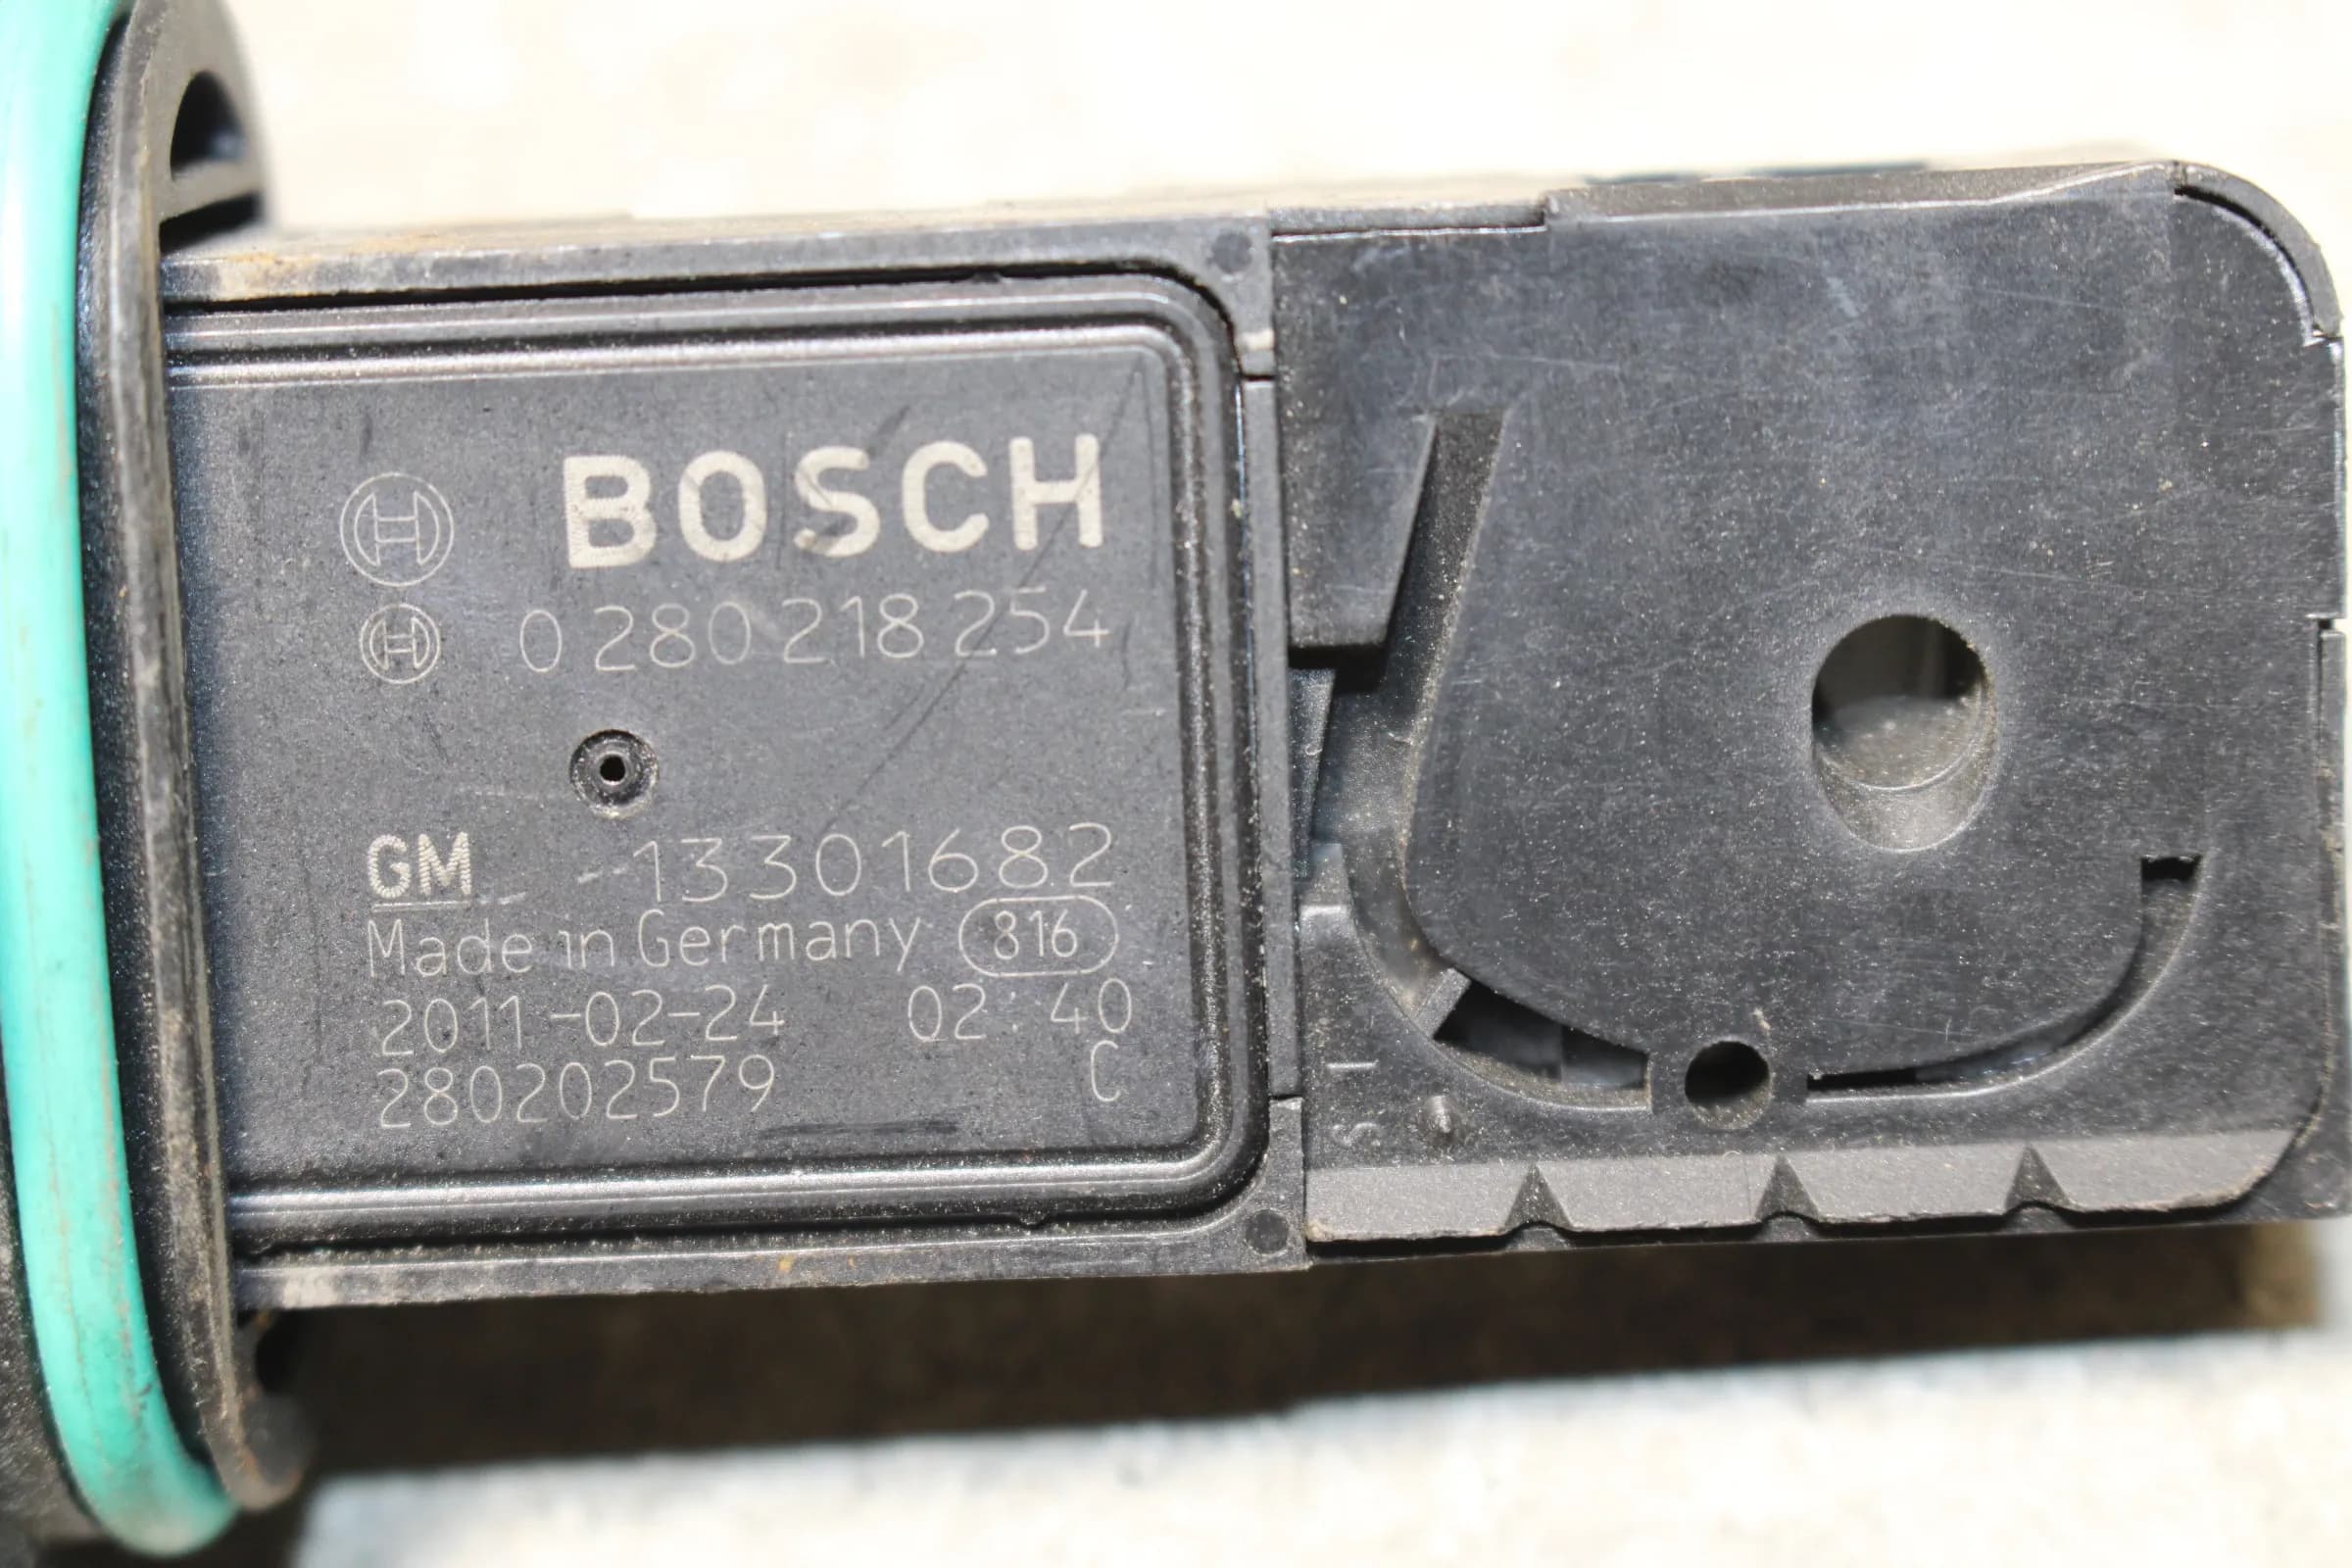 BOSCH
0 280 218 254
GM 13301682
Made in Germany 816
2011-02-24 02:40
280202579 C